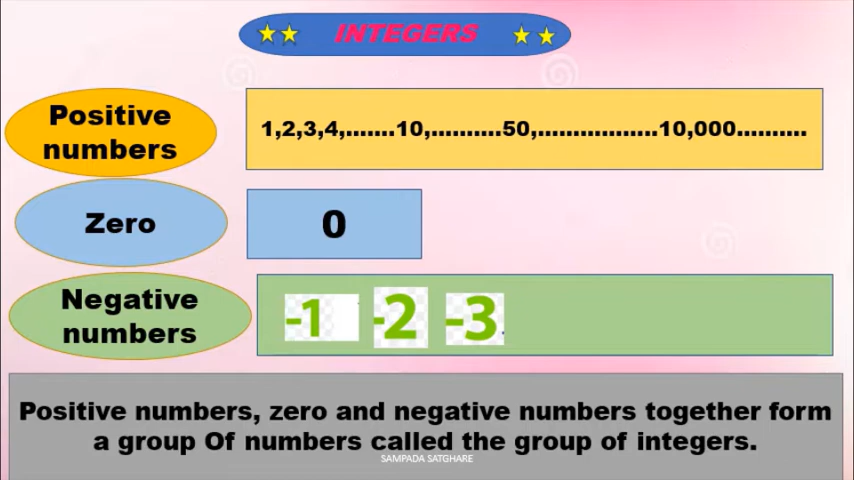 INTEGERS
Positive
numbers
1,2,3,4,.......10,..........50,.................10,000..........
Zero
0
Negative
numbers
-1 -2 -3
Positive numbers, zero and negative numbers together form
a group Of numbers called the group of integers.
SAMPADA SATGHARE